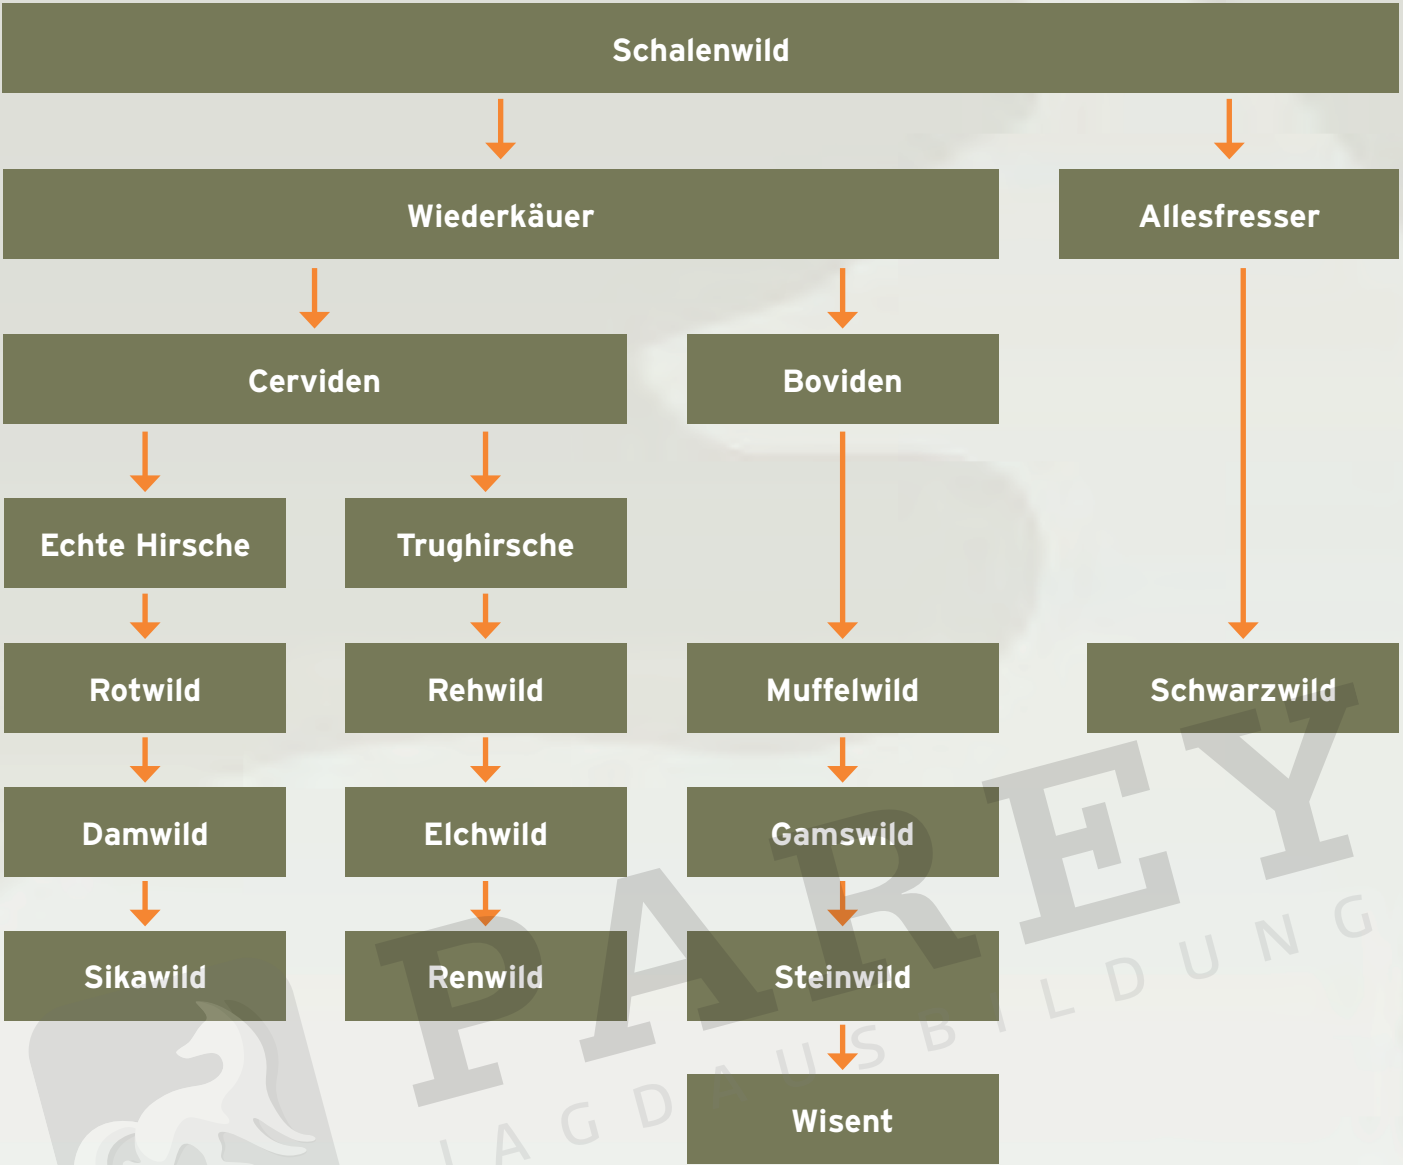 Schalenwild
Wiederkäuer
Allesfresser
Cerviden
Boviden
Echte Hirsche
Trughirsche
Rotwild
Rehwild
Muffelwild
Schwarzwild
Damwild
Elchwild
Gamswild
Sikawild
Renwild
Steinwild
Wisent
PAREY
JAGDAUSBILDUNG